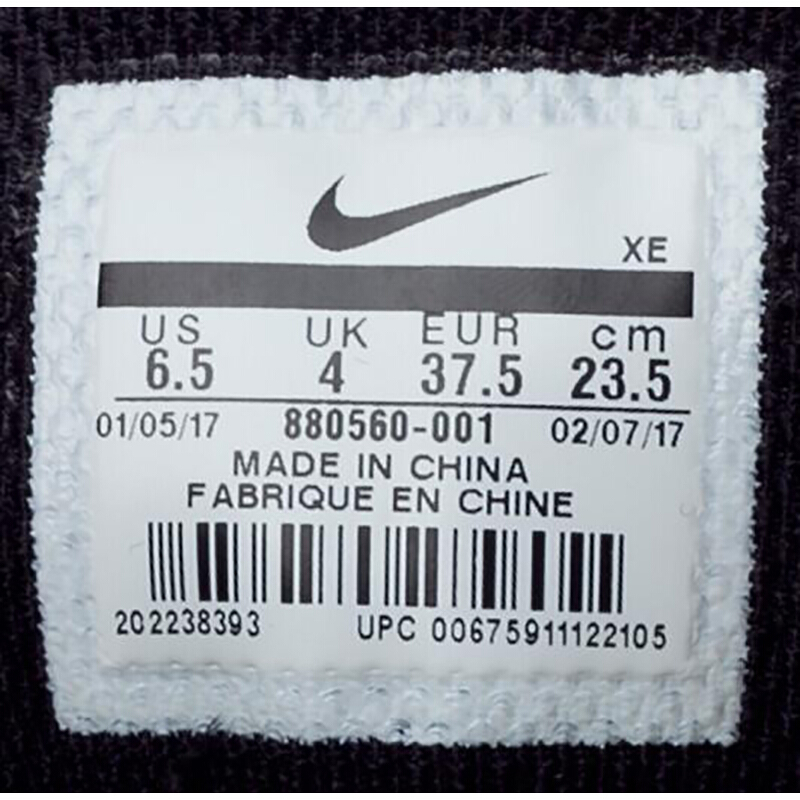 XE
US UK EUR cm
6.5 4 37.5 23.5
01/05/17 880560-001 02/07/17
MADE IN CHINA
FABRIQUE EN CHINE
202238393 UPC 00675911122105